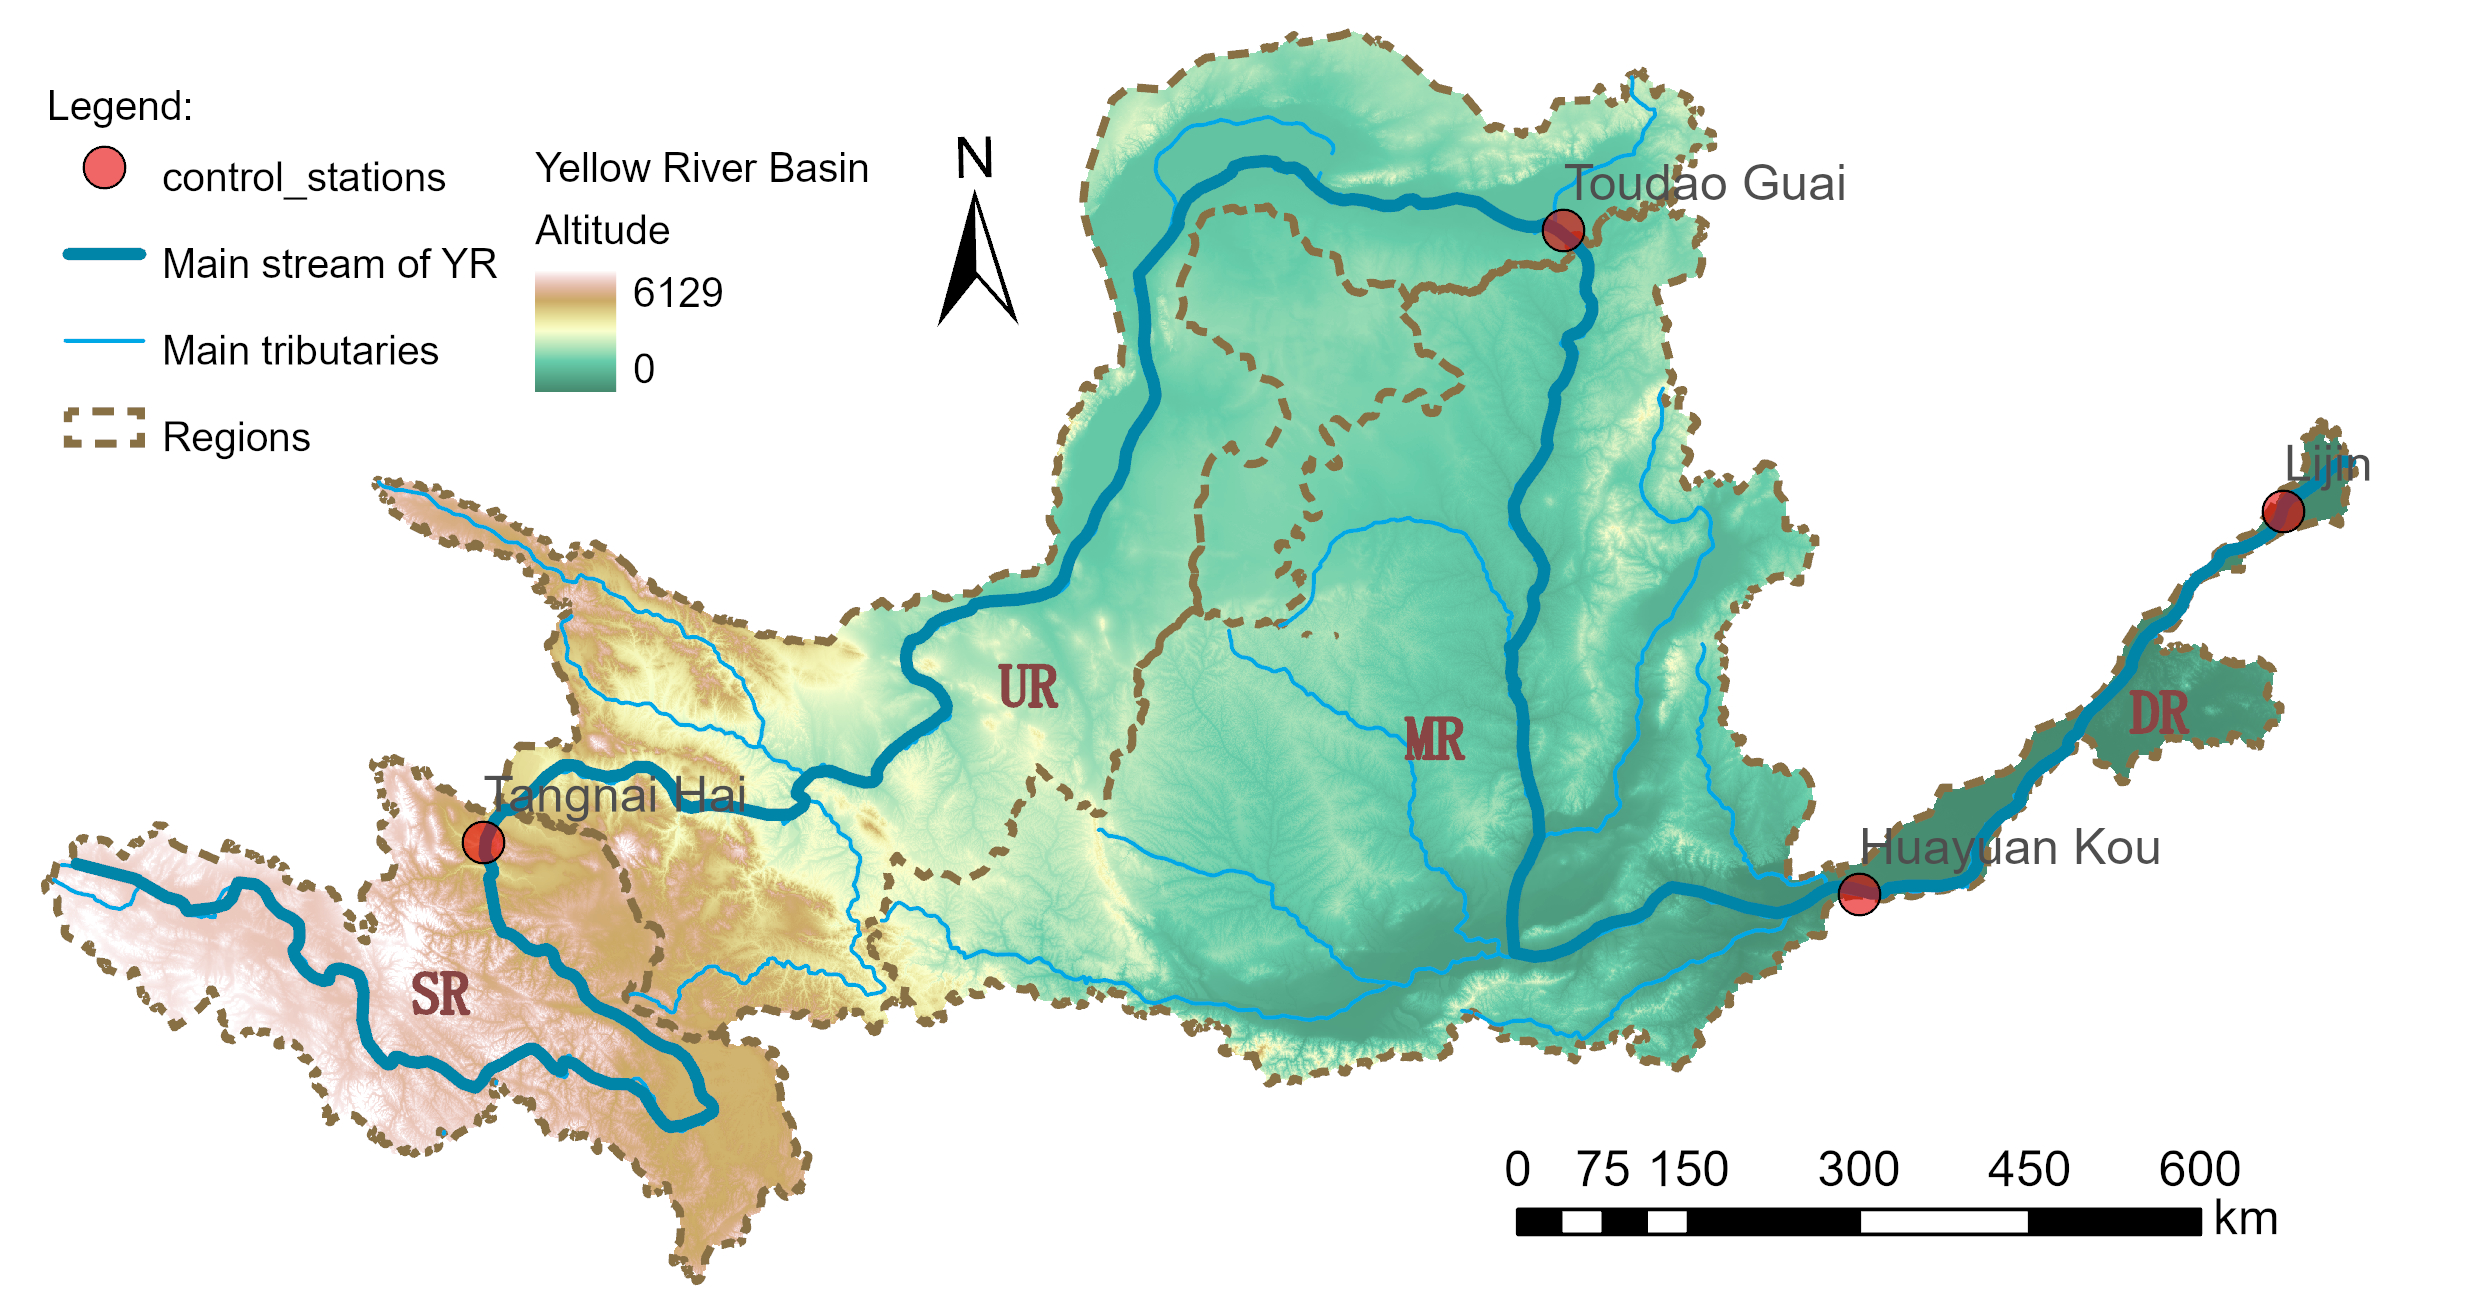 Legend:
control_stations
Main stream of YR
Main tributaries
Regions
Yellow River Basin
Altitude
6129
0
N
Toudao Guai
Lijin
UR
MR
DR
Tangnai Hai
Huayuan Kou
SR
0 75 150 300 450 600
km